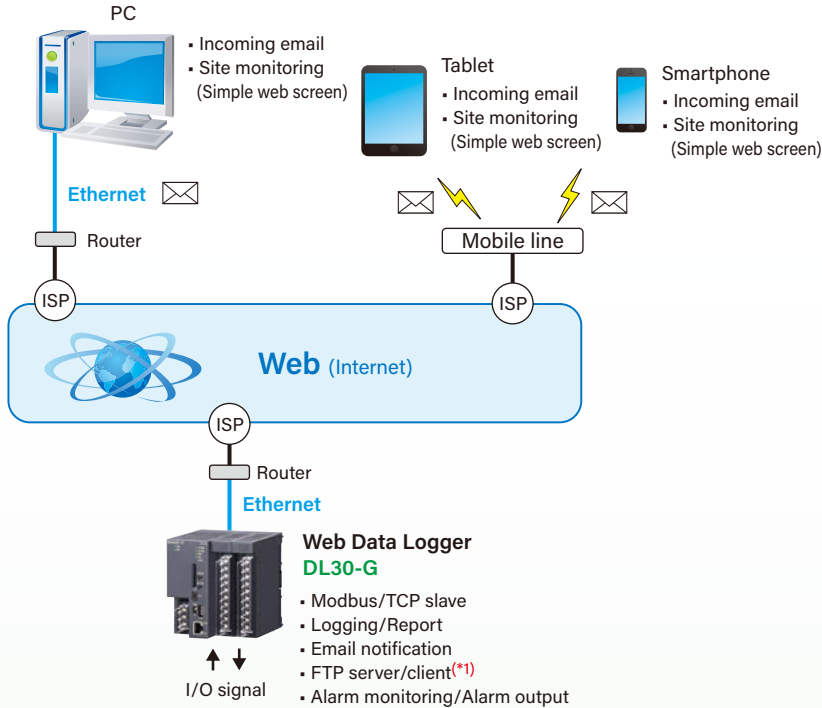 PC
▪ Incoming email
▪ Site monitoring
(Simple web screen)
Tablet
▪ Incoming email
▪ Site monitoring
(Simple web screen)
Smartphone
▪ Incoming email
▪ Site monitoring
(Simple web screen)
Ethernet
Router
Mobile line
ISP
ISP
Web (Internet)
ISP
Router
Ethernet
Web Data Logger
DL30-G
▪ Modbus/TCP slave
▪ Logging/Report
▪ Email notification
▪ FTP server/client(*1)
▪ Alarm monitoring/Alarm output
I/O signal